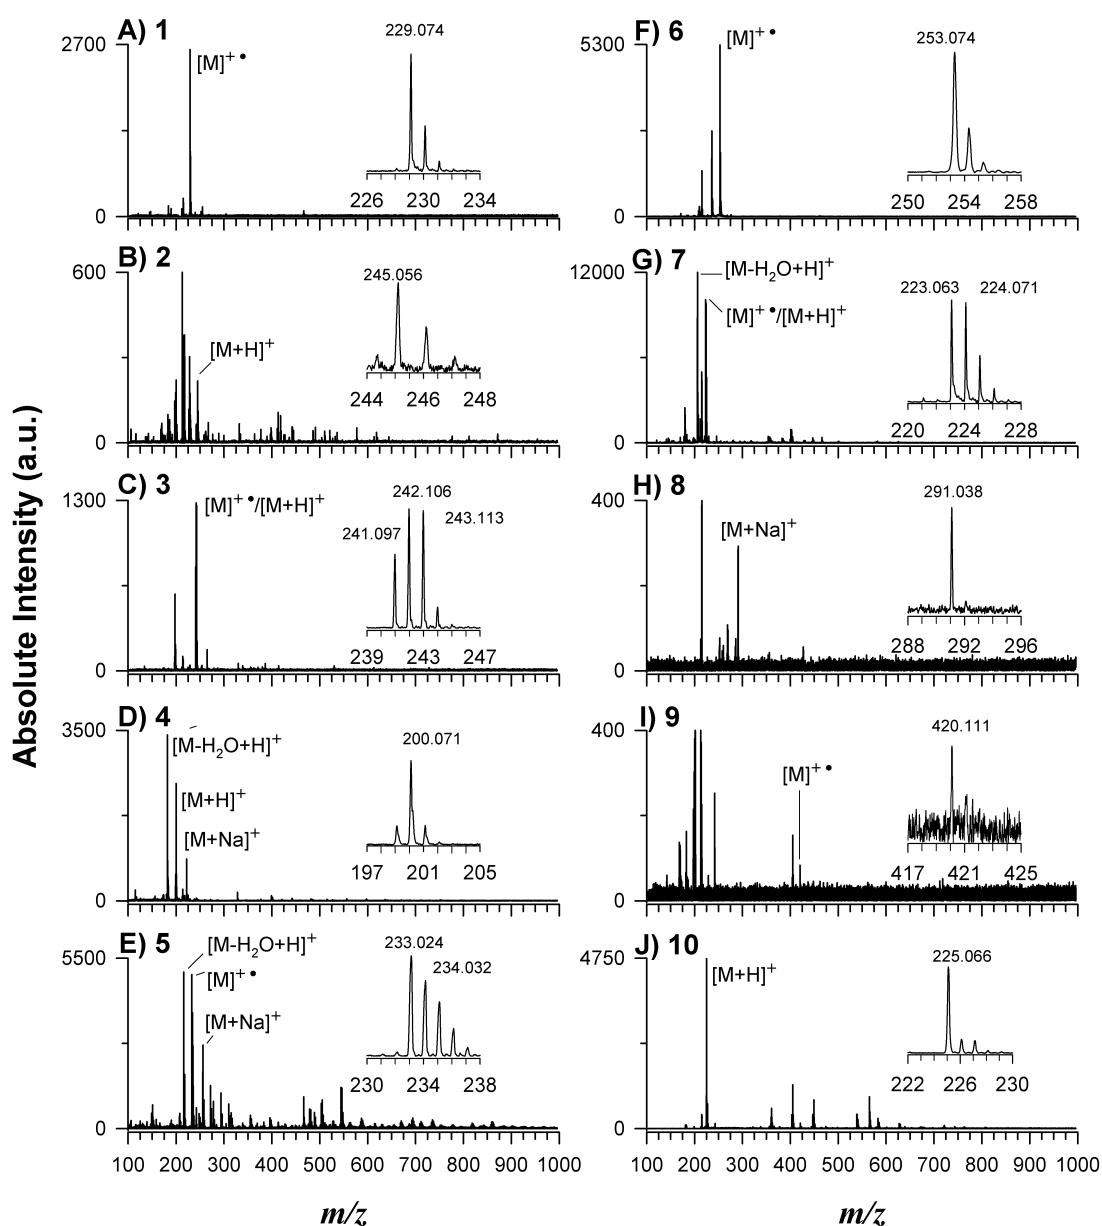 A) 1
2700
0
[M]+•
229.074
226 230 234
B) 2
600
0
[M+H]+
245.056
244 246 248
C) 3
1300
0
[M]+•/[M+H]+
242.106
241.097
243.113
239 243 247
D) 4
3500
0
[M-H₂O+H]+
[M+H]+
[M+Na]+
200.071
197 201 205
E) 5
5500
0
[M-H₂O+H]+
[M]+•
[M+Na]+
233.024
234.032
230 234 238
100 200 300 400 500 600 700 800 900 1000
m/z
Absolute Intensity (a.u.)
F) 6
5300
0
[M]+•
253.074
250 254 258
G) 7
12000
0
[M-H₂O+H]+
[M]+•/[M+H]+
223.063 224.071
220 224 228
H) 8
400
0
[M+Na]+
291.038
288 292 296
I) 9
400
0
[M]+•
420.111
417 421 425
J) 10
4750
0
[M+H]+
225.066
222 226 230
100 200 300 400 500 600 700 800 900 1000
m/z